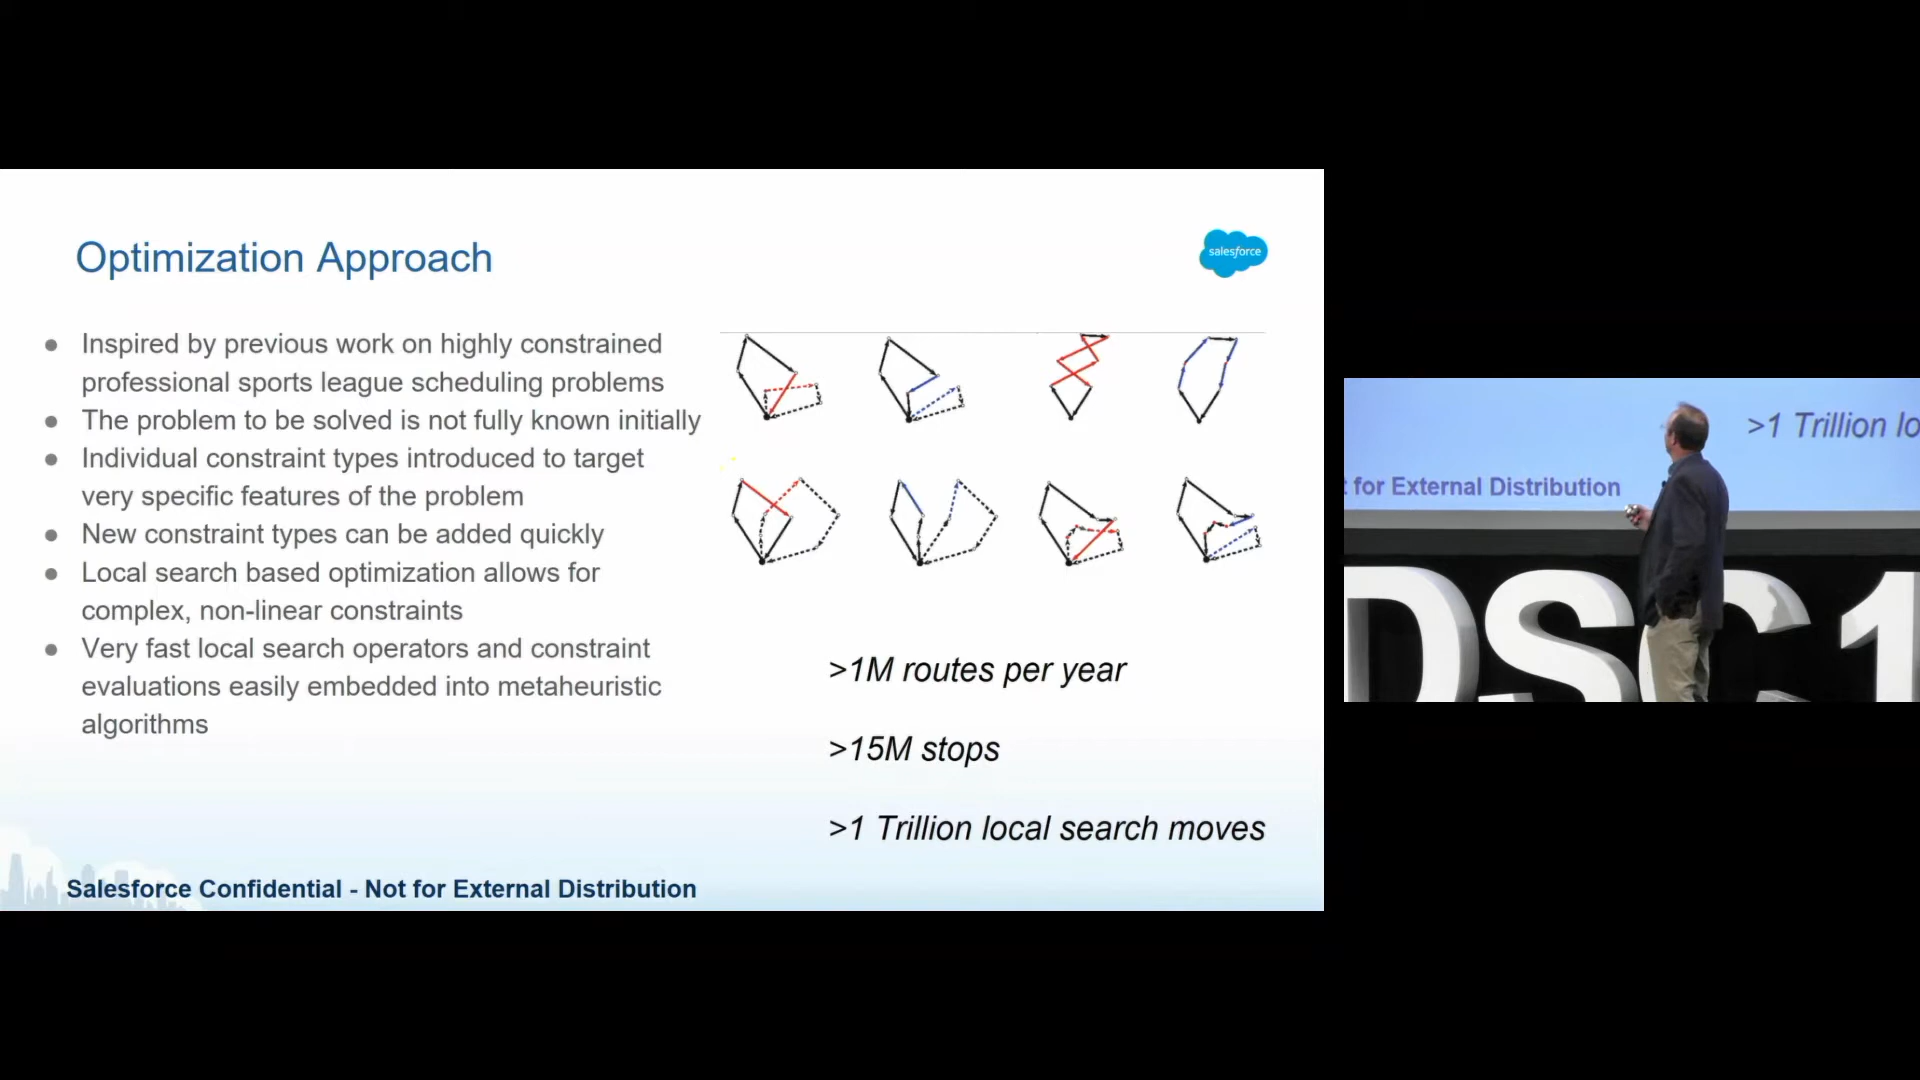 Optimization Approach
salesforce
● Inspired by previous work on highly constrained
professional sports league scheduling problems
● The problem to be solved is not fully known initially
● Individual constraint types introduced to target
very specific features of the problem
● New constraint types can be added quickly
● Local search based optimization allows for
complex, non-linear constraints
● Very fast local search operators and constraint
evaluations easily embedded into metaheuristic
algorithms
>1M routes per year
>15M stops
>1 Trillion local search moves
Salesforce Confidential - Not for External Distribution
>1 Trillion lo
for External Distribution
DSC1